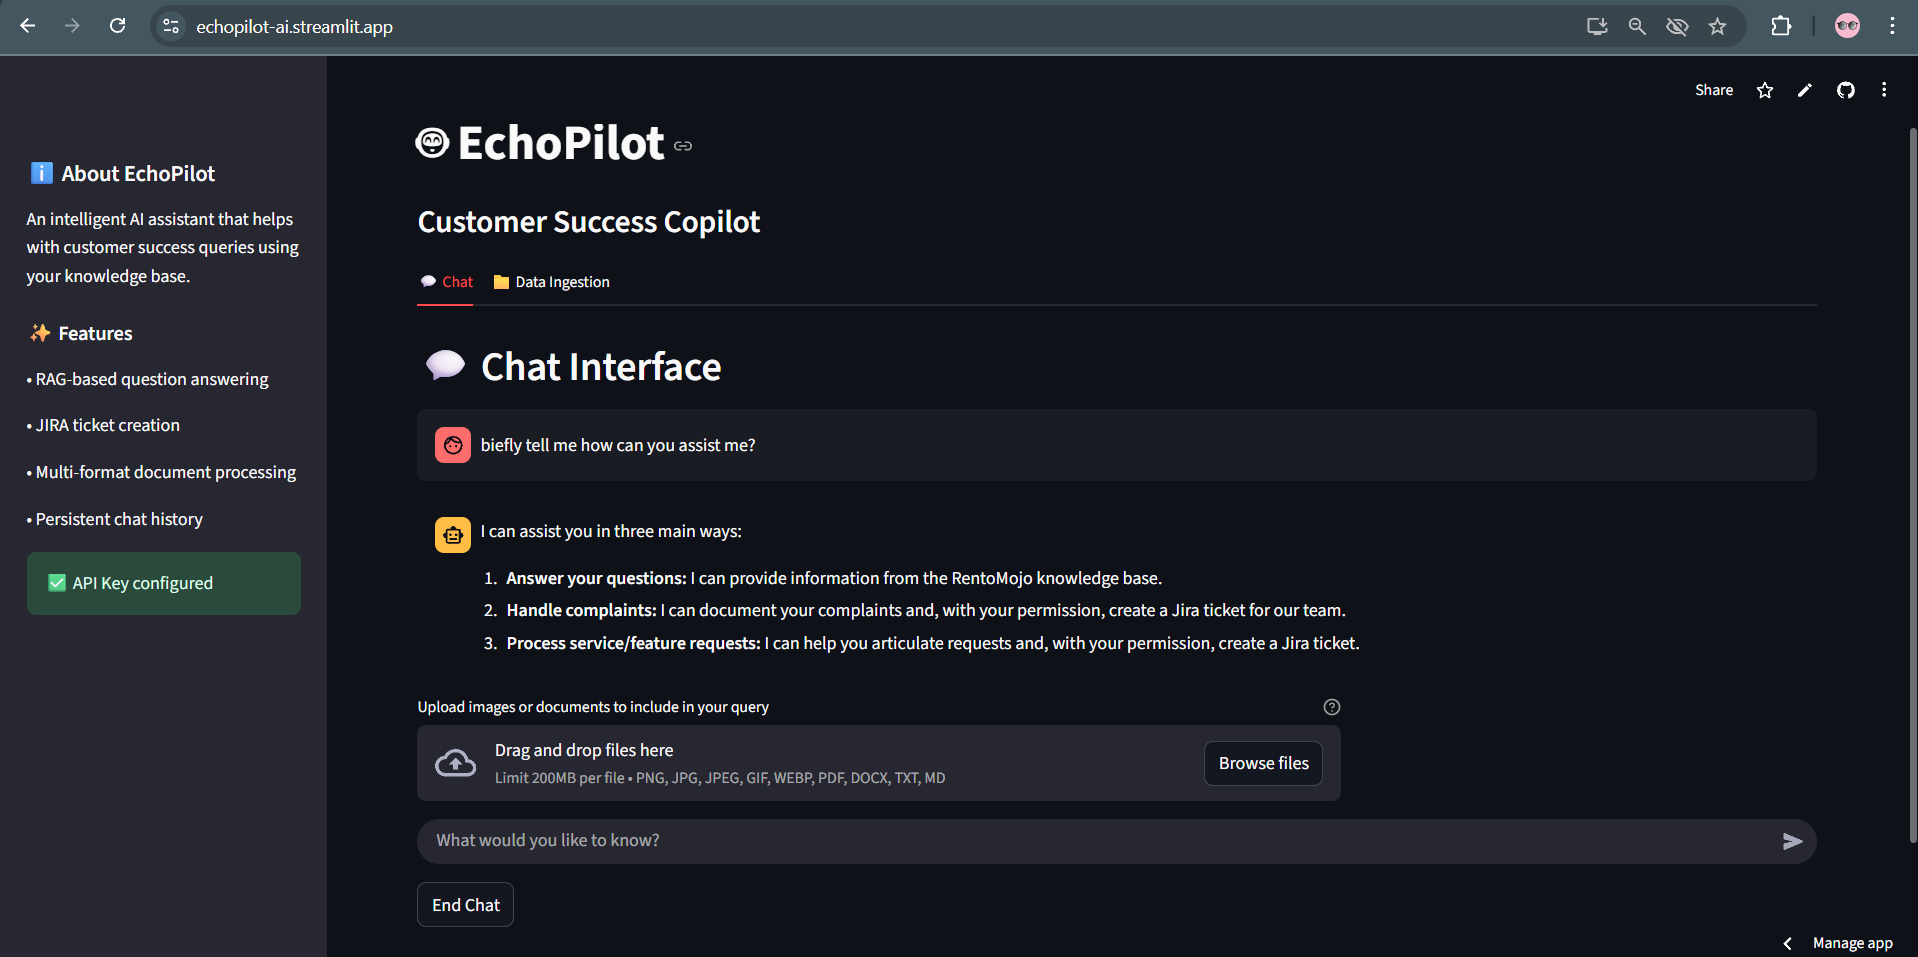 echopilot-ai.streamlit.app
Share
About EchoPilot
An intelligent AI assistant that helps
with customer success queries using
your knowledge base.
Features
• RAG-based question answering
• JIRA ticket creation
• Multi-format document processing
• Persistent chat history
API Key configured
EchoPilot
Customer Success Copilot
Chat
Data Ingestion
Chat Interface
biefly tell me how can you assist me?
I can assist you in three main ways:
1. Answer your questions: I can provide information from the RentoMojo knowledge base.
2. Handle complaints: I can document your complaints and, with your permission, create a Jira ticket for our team.
3. Process service/feature requests: I can help you articulate requests and, with your permission, create a Jira ticket.
Upload images or documents to include in your query
Drag and drop files here
Limit 200MB per file • PNG, JPG, JPEG, GIF, WEBP, PDF, DOCX, TXT, MD
Browse files
What would you like to know?
End Chat
Manage app